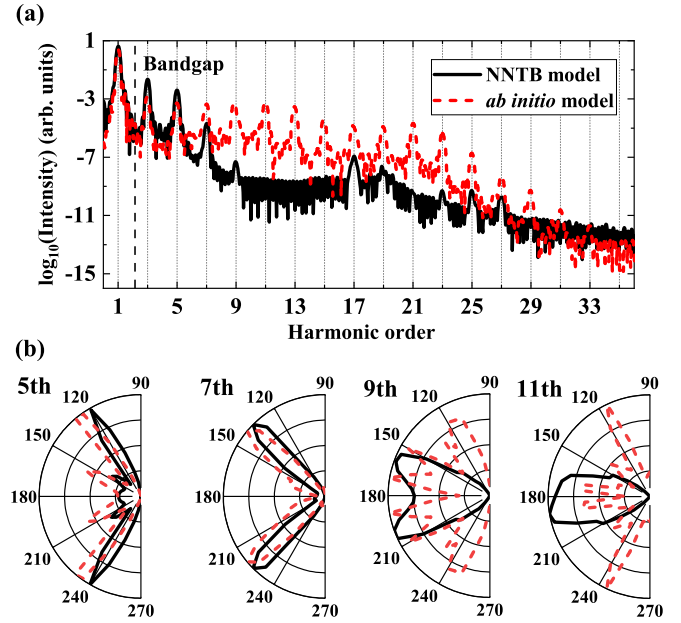 (a)
log10(Intensity) (arb. units)
1
-3
-7
-11
-15
Bandgap
NNTB model
ab initio model
1 5 9 13 17 21 25 29 33
Harmonic order
(b)
5th 90 120 150 180 210 240 270
7th 90 120 150 180 210 240 270
9th 90 120 150 180 210 240 270
11th 90 120 150 180 210 240 270